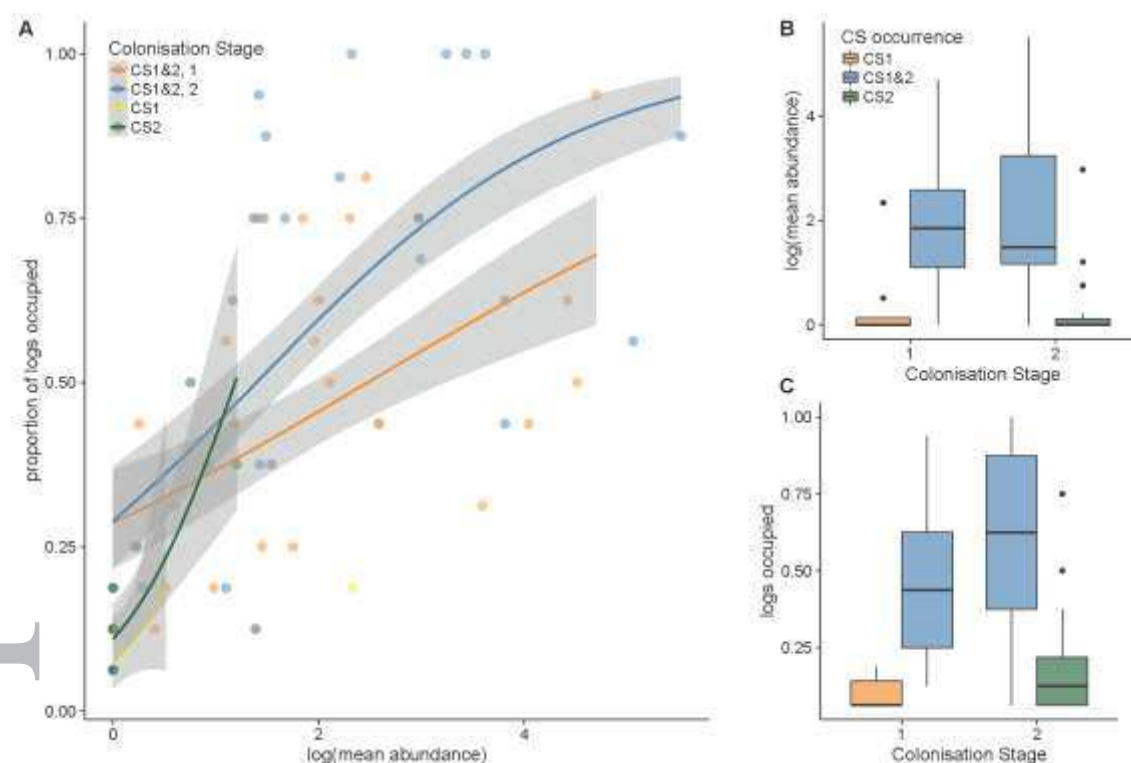 A
Colonisation Stage
CS1&2, 1
CS1&2, 2
CS1
CS2
1.00
0.75
0.50
0.25
0.00
proportion of logs occupied
0
2
4
log(mean abundance)
B
CS occurrence
CS1
CS1&2
CS2
4
2
0
log(mean abundance)
1
2
Colonisation Stage
C
1.00
0.75
0.50
0.25
logs occupied
1
2
Colonisation Stage